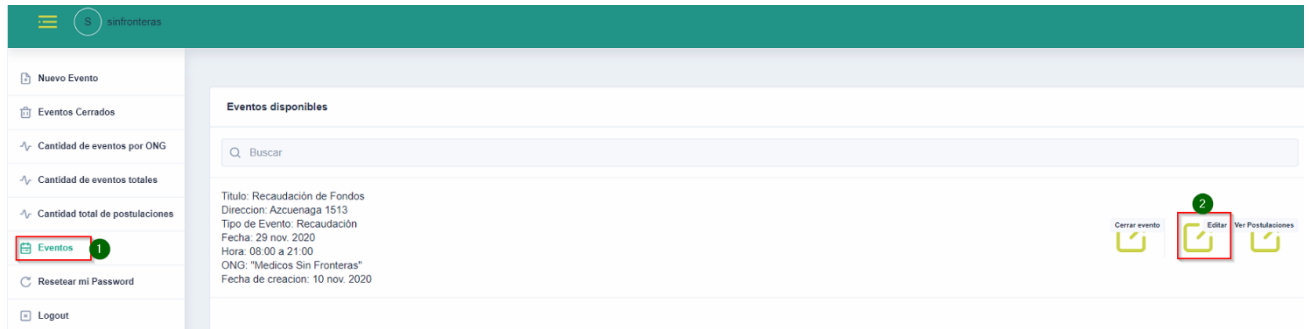 S sinfronteras
Nuevo Evento
Eventos Cerrados
Cantidad de eventos por ONG
Cantidad de eventos totales
Cantidad total de postulaciones
Eventos 1
Resetear mi Password
Logout
Eventos disponibles
Buscar
Titulo: Recaudación de Fondos
Direccion: Azcuenaga 1513
Tipo de Evento: Recaudación
Fecha: 29 nov. 2020
Hora: 08:00 a 21:00
ONG: "Medicos Sin Fronteras"
Fecha de creacion: 10 nov. 2020
2
Cerrar evento Editar Ver Postulaciones